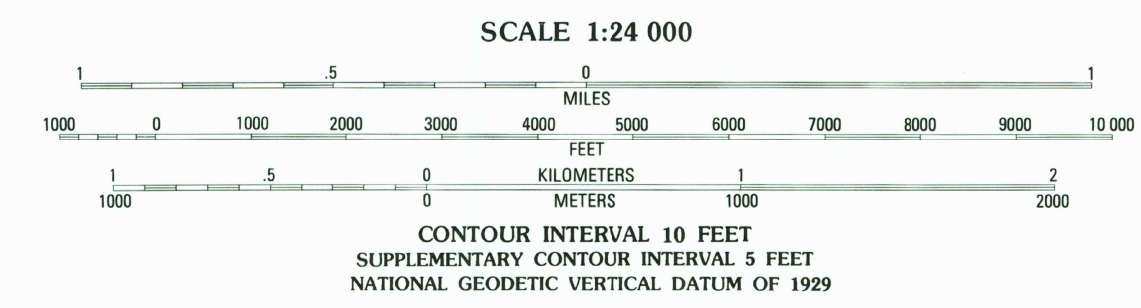 SCALE 1:24 000
1 .5 0 1
MILES
1000 0 1000 2000 3000 4000 5000 6000 7000 8000 9000 10 000
FEET
1 .5 0 KILOMETERS 1 2
1000 0 METERS 1000 2000
CONTOUR INTERVAL 10 FEET
SUPPLEMENTARY CONTOUR INTERVAL 5 FEET
NATIONAL GEODETIC VERTICAL DATUM OF 1929